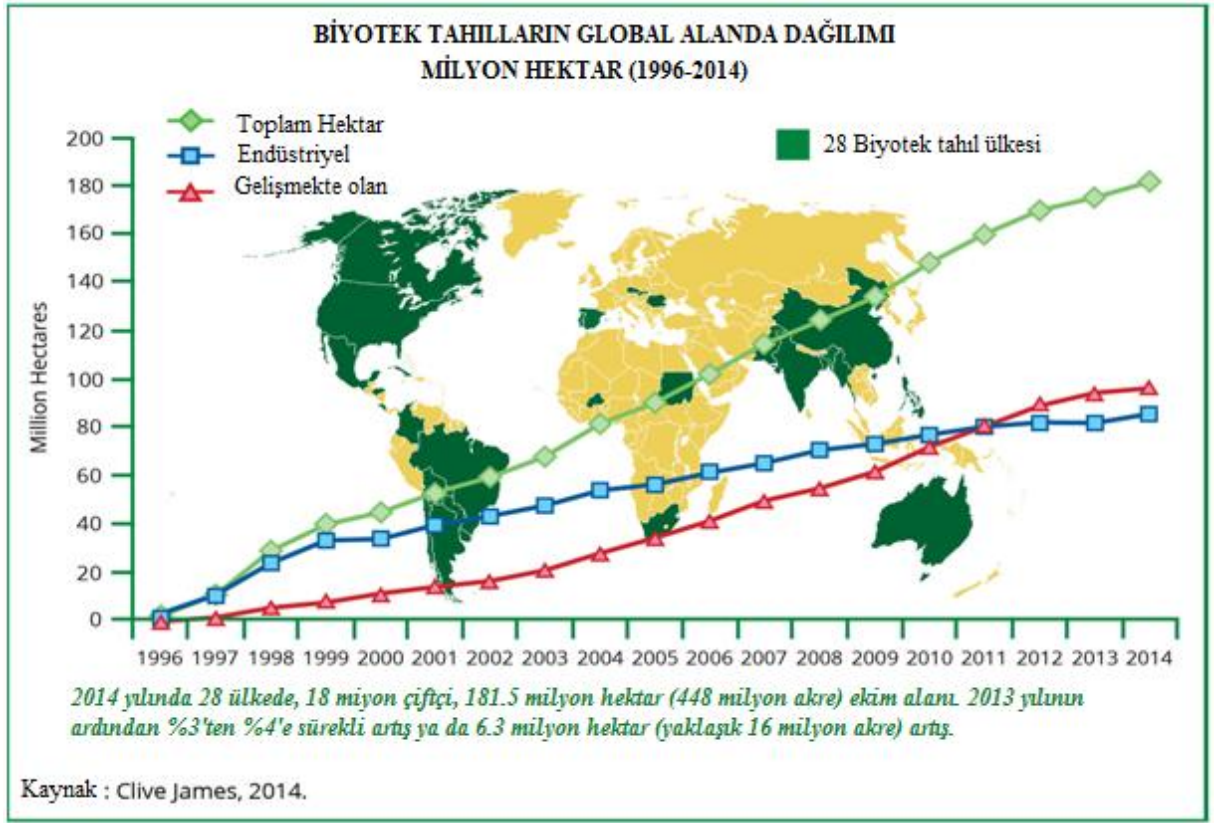 BİYOTEK TAHILLARIN GLOBAL ALANDA DAĞILIMI
MİLYON HEKTAR (1996-2014)
Toplam Hektar
Endüstriyel
Gelişmekte olan
28 Biyotek tahıl ülkesi
Million Hectares
200
180
160
140
120
100
80
60
40
20
0
1996 1997 1998 1999 2000 2001 2002 2003 2004 2005 2006 2007 2008 2009 2010 2011 2012 2013 2014
2014 yılında 28 ülkede, 18 miyon çiftçi, 181.5 milyon hektar (448 milyon akre) ekim alanı. 2013 yılının
ardından %3'ten %4'e sürekli artış ya da 6.3 milyon hektar (yaklaşık 16 milyon akre) artış.
Kaynak : Clive James, 2014.